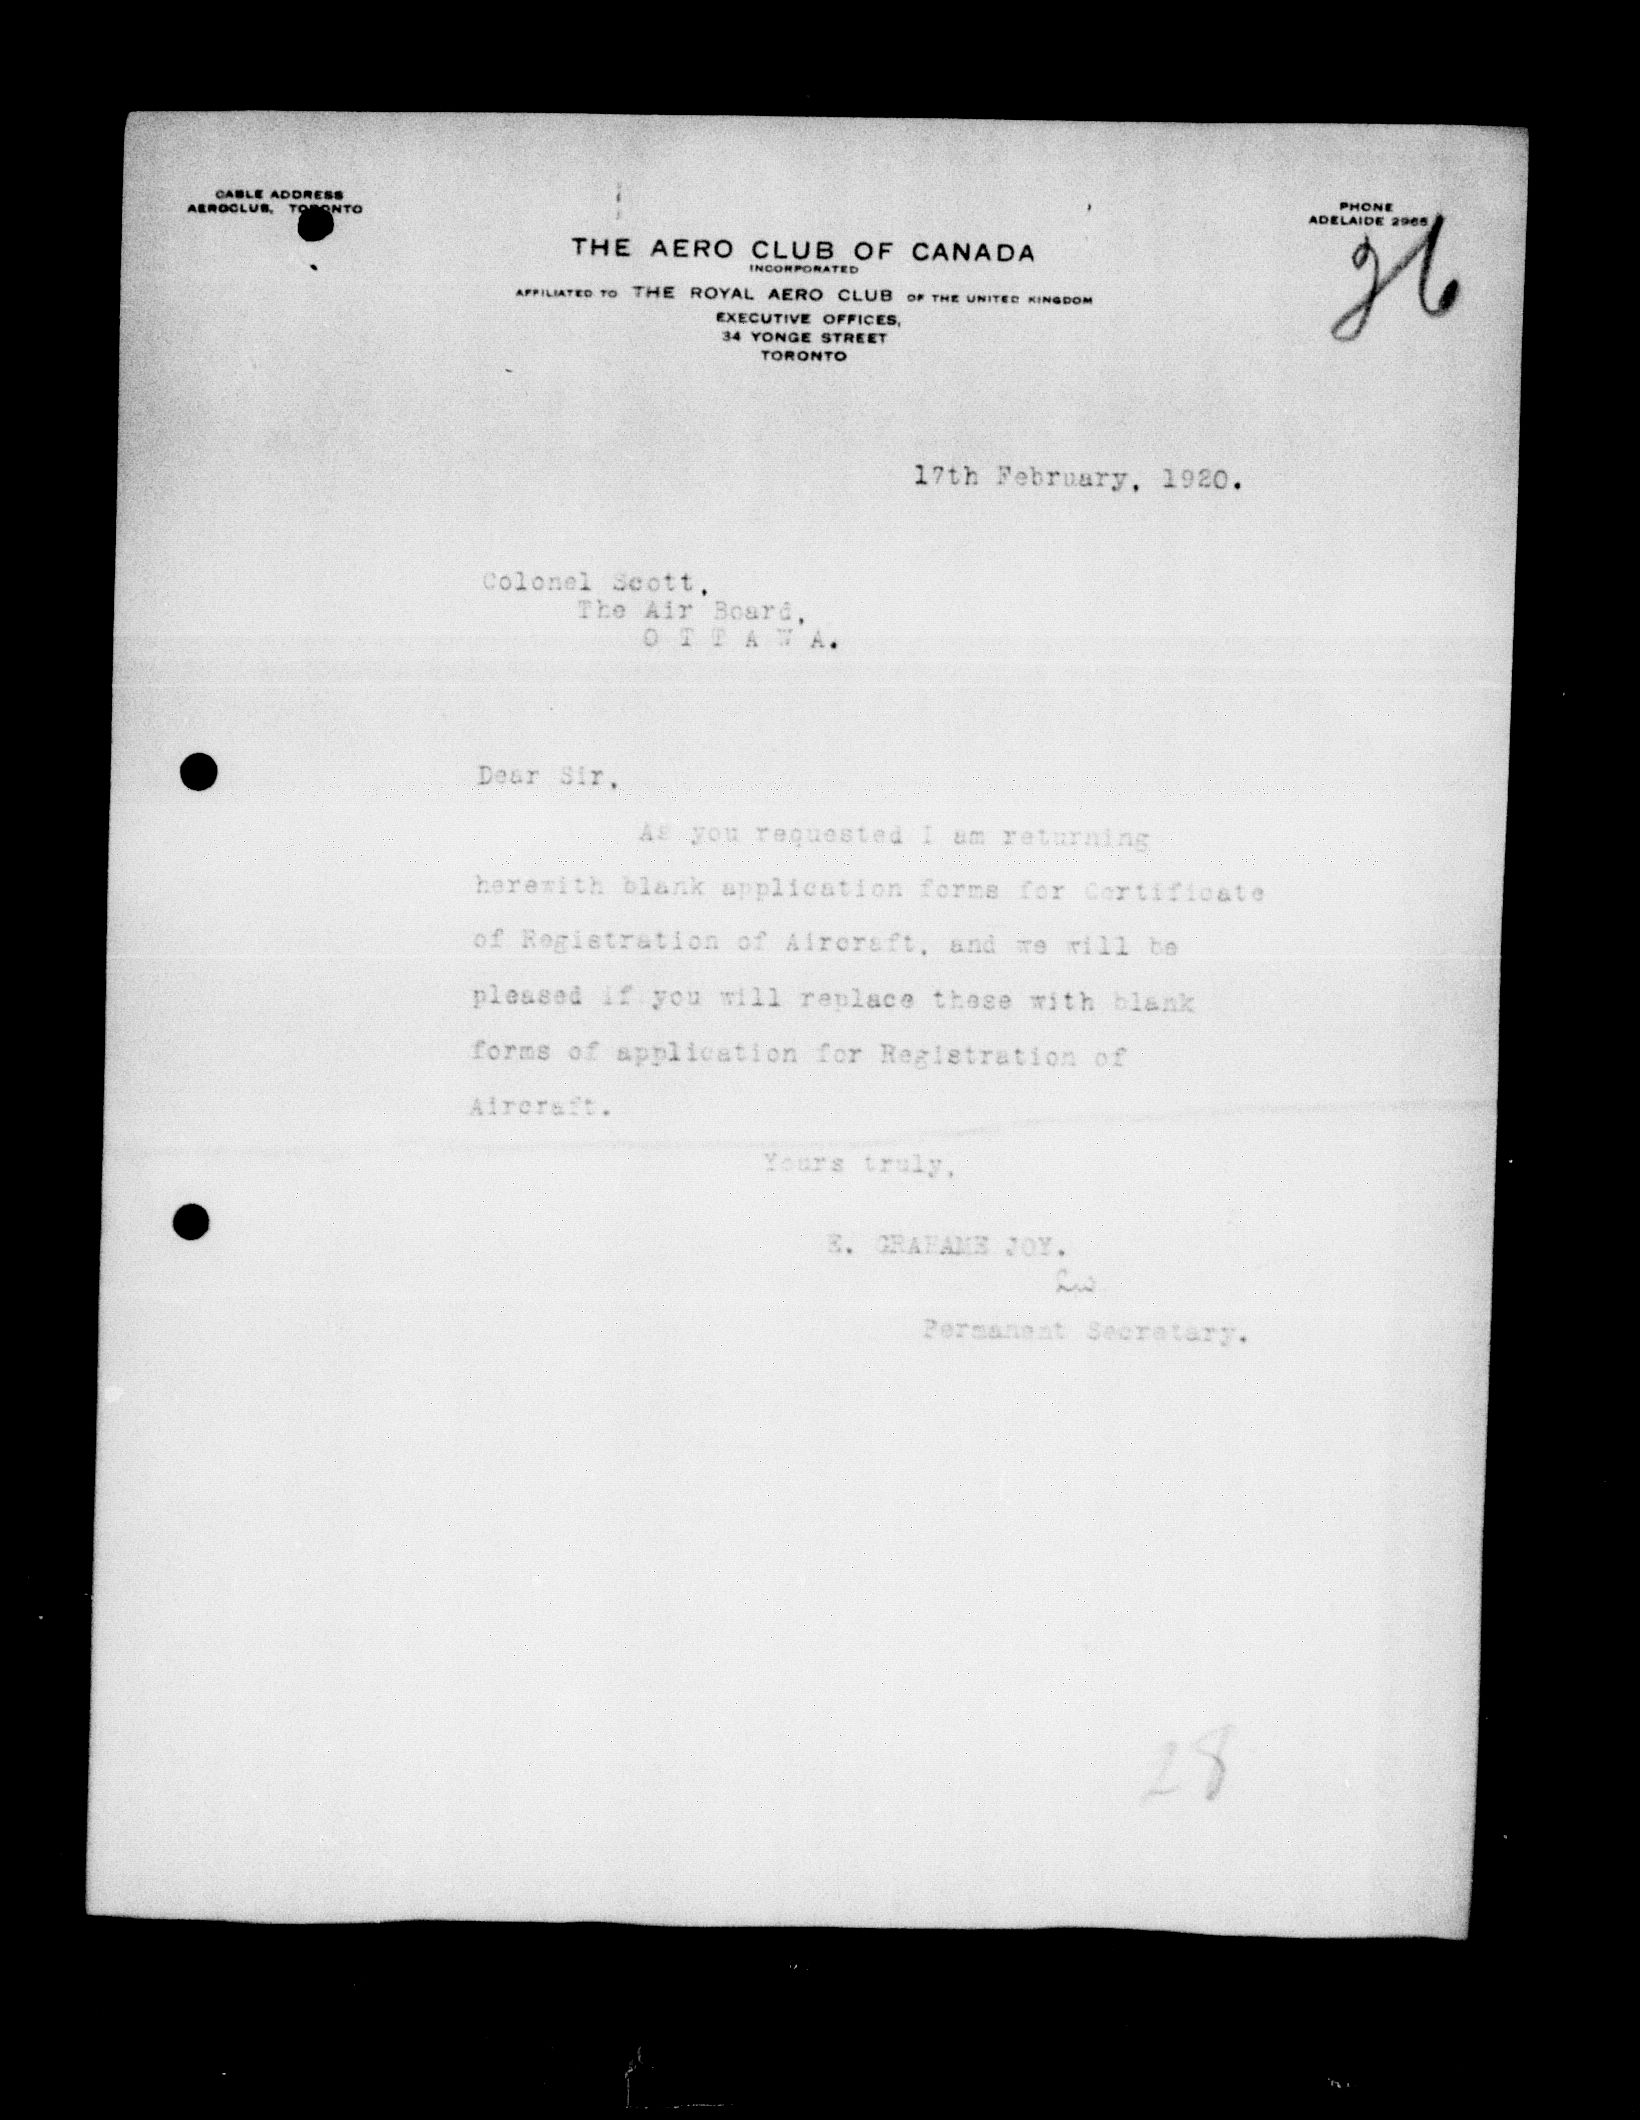 CABLE ADDRESS
AEROCLUB, TORONTO
PHONE
ADELAIDE 2965
26
THE AERO CLUB OF CANADA
INCORPORATED
AFFILIATED TO THE ROYAL AERO CLUB OF THE UNITED KINGDOM
EXECUTIVE OFFICES,
34 YONGE STREET
TORONTO
17th February, 1920.
Colonel Scott,
The Air Board,
O T T A W A.
Dear Sir,
As you requested I am returning
herewith blank application forms for Certificate
of Registration of Aircraft, and we will be
pleased if you will replace these with blank
forms of application for Registration of
Aircraft.
Yours truly,
E. GRAHAME JOY.
Permanent Secretary.
28